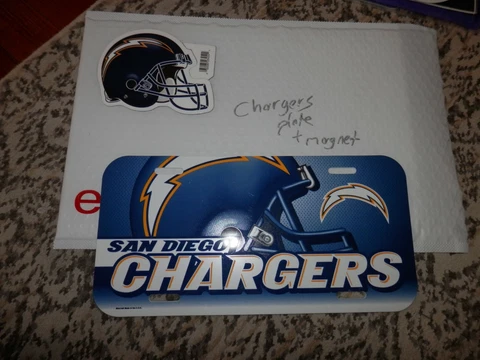 Chargers
plate
+ magnet
e
SAN DIEGO
CHARGERS